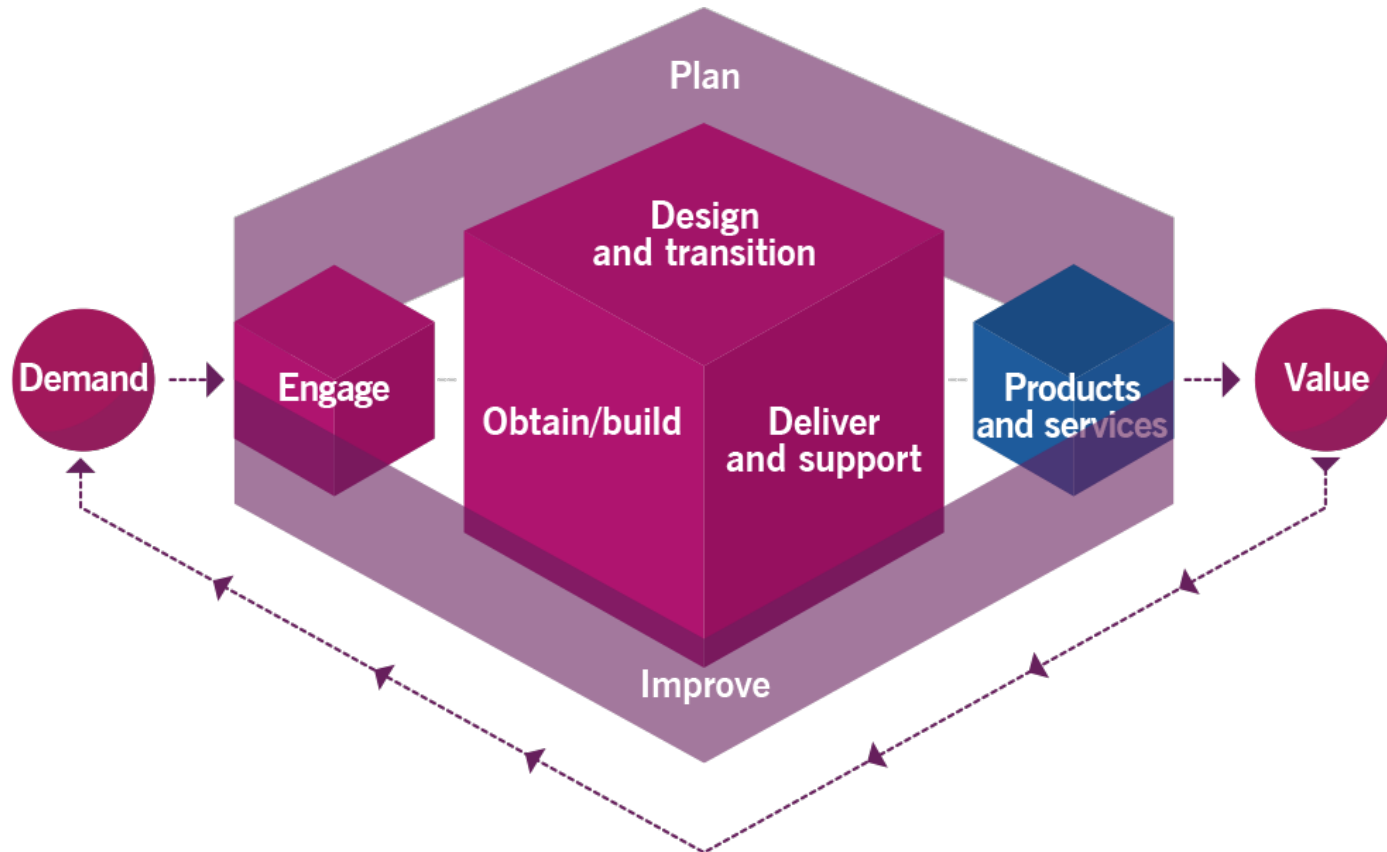 Plan
Design
and transition
Demand
Engage
Obtain/build
Deliver
and support
Products
and services
Value
Improve